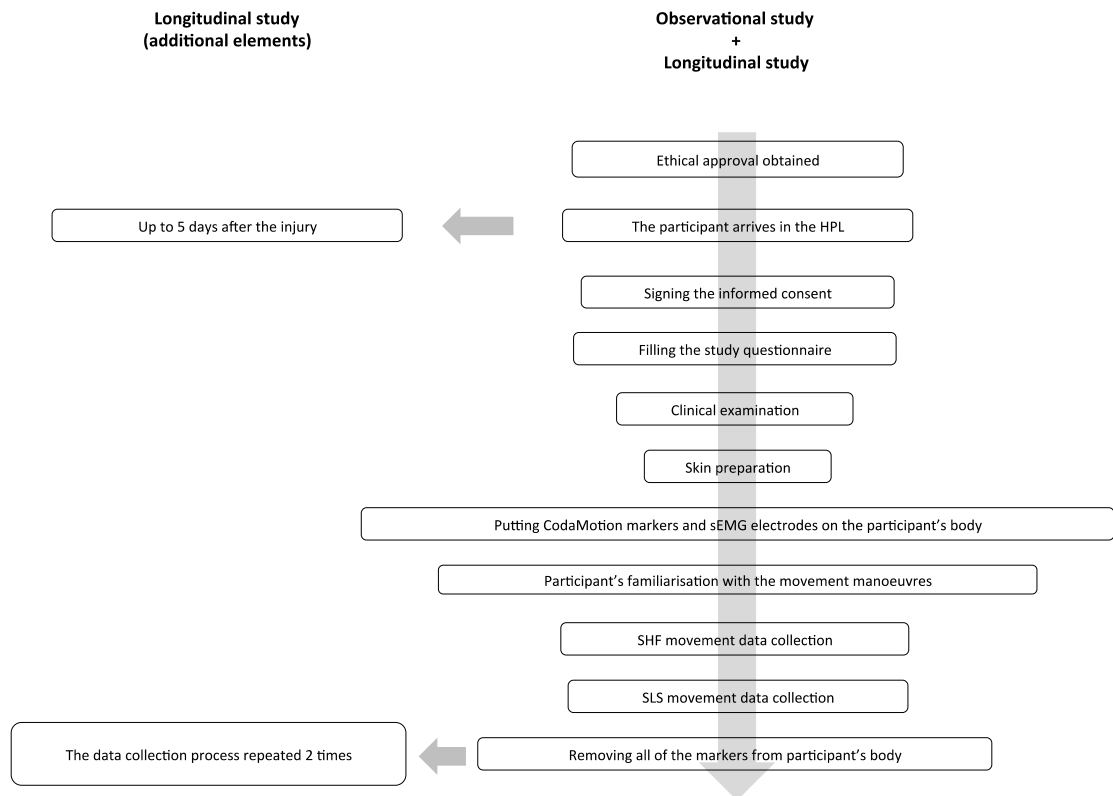 Longitudinal study
(additional elements)
Observational study
+
Longitudinal study
Ethical approval obtained
Up to 5 days after the injury
The participant arrives in the HPL
Signing the informed consent
Filling the study questionnaire
Clinical examination
Skin preparation
Putting CodaMotion markers and sEMG electrodes on the participant's body
Participant's familiarisation with the movement manoeuvres
SHF movement data collection
SLS movement data collection
The data collection process repeated 2 times
Removing all of the markers from participant's body